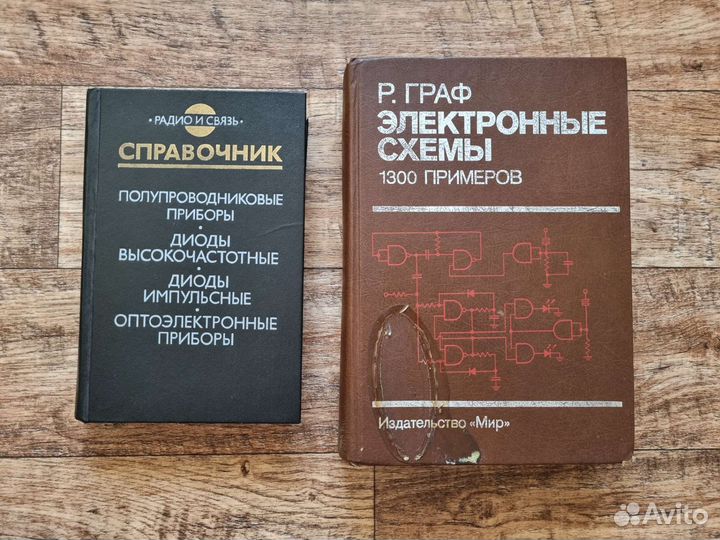 • РАДИО И СВЯЗЬ •
СПРАВОЧНИК
ПОЛУПРОВОДНИКОВЫЕ
ПРИБОРЫ
•
ДИОДЫ
ВЫСОКОЧАСТОТНЫЕ
•
ДИОДЫ
ИМПУЛЬСНЫЕ
•
ОПТОЭЛЕКТРОННЫЕ
ПРИБОРЫ
Р. ГРАФ
ЭЛЕКТРОННЫЕ
СХЕМЫ
1300 ПРИМЕРОВ
Издательство «Мир»
Avito